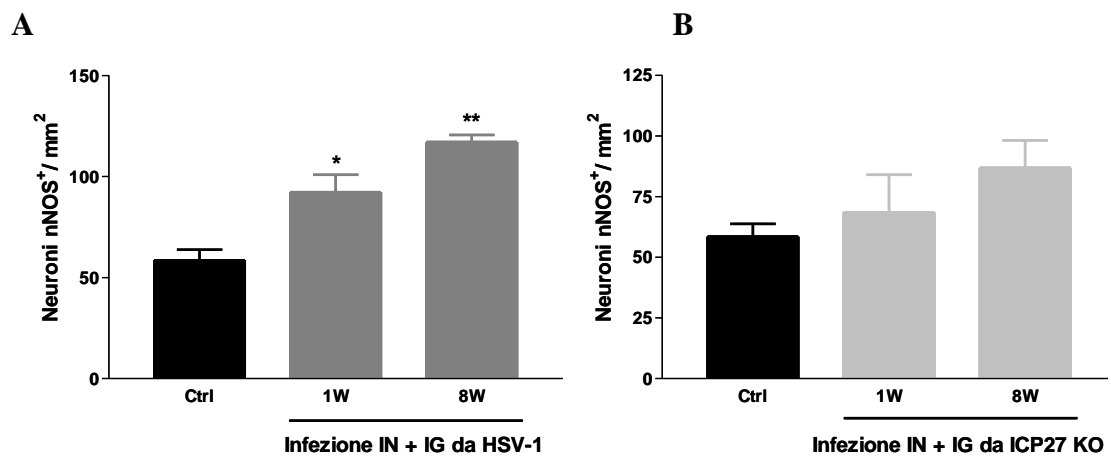 A
Neuroni nNOS⁺/ mm²
150
100
50
0
*
**
Ctrl
1W
8W
Infezione IN + IG da HSV-1
B
Neuroni nNOS⁺/ mm²
125
100
75
50
25
0
Ctrl
1W
8W
Infezione IN + IG da ICP27 KO